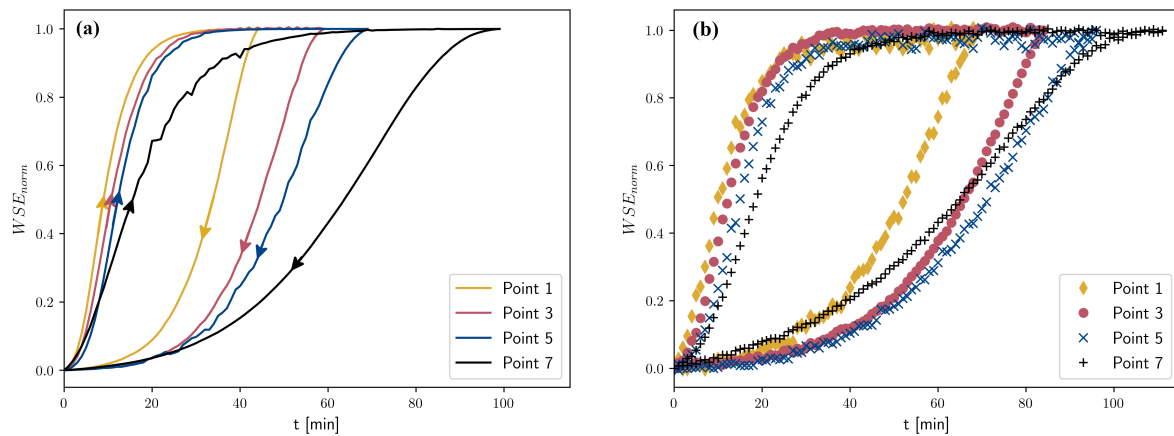 (a)
1.0
0.8
0.6
0.4
0.2
0.0
WSE_norm
0 20 40 60 80 100
t [min]
Point 1
Point 3
Point 5
Point 7
(b)
1.0
0.8
0.6
0.4
0.2
0.0
WSE_norm
0 20 40 60 80 100
t [min]
Point 1
Point 3
Point 5
Point 7